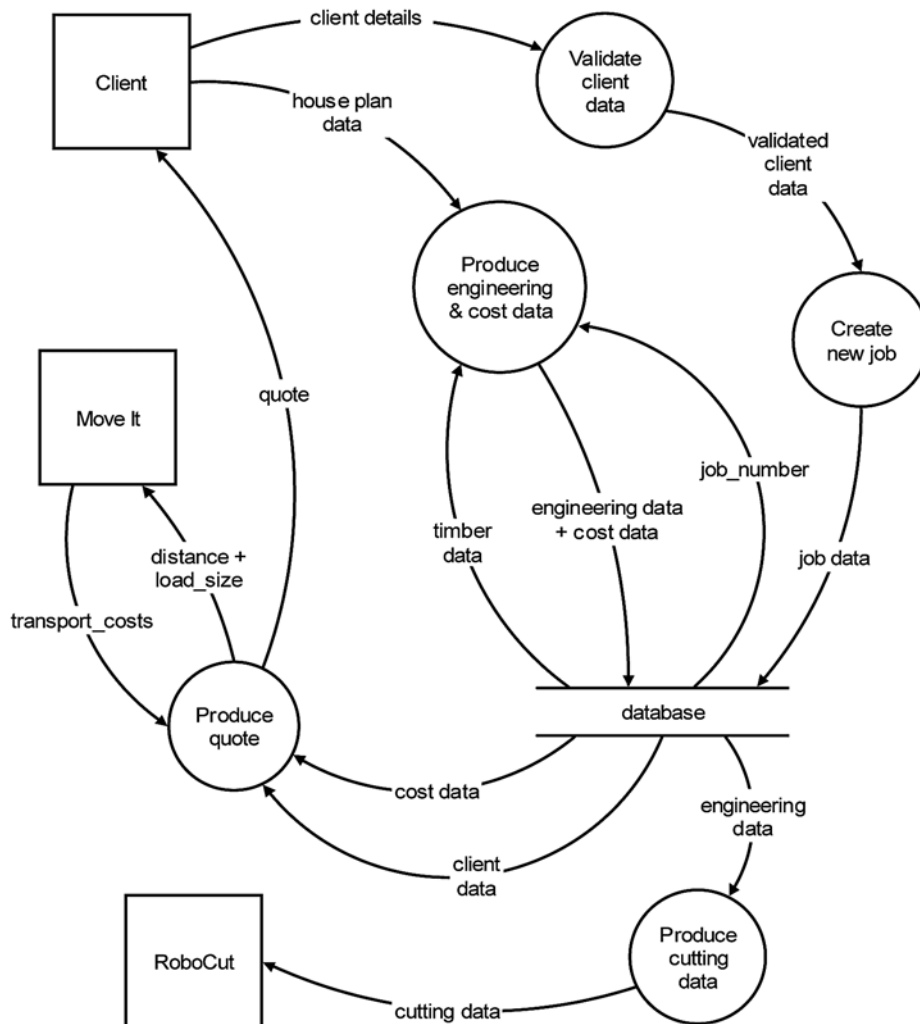 client details
Client
Validate
client
data
house plan
data
validated
client
data
Produce
engineering
& cost data
Create
new job
Move It
quote
job_number
timber
data
engineering data
+ cost data
distance +
load_size
job data
transport_costs
Produce
quote
database
cost data
engineering
data
client
data
Produce
cutting
data
RoboCut
cutting data